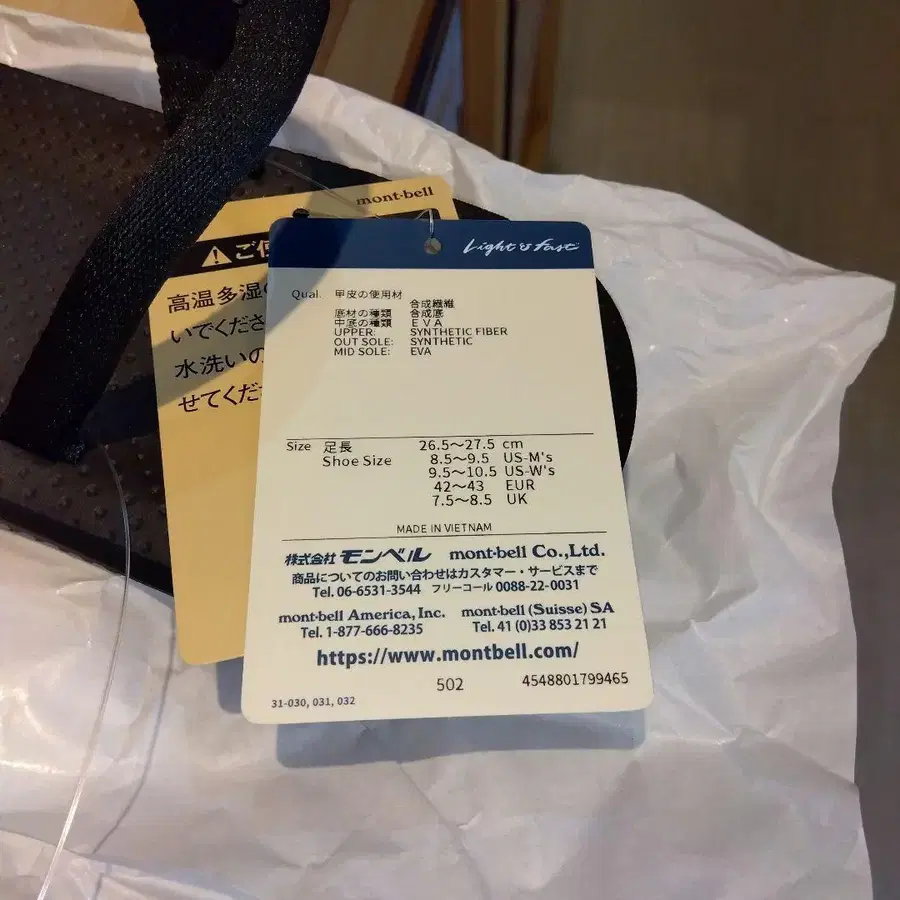 mont-bell
ご
高温多湿
いでくださ
水洗いの
せてくだ
Light & Fast
Qual. 甲皮の使用材
合成繊維
底材の種類 合成底
中底の種類 EVA
UPPER: SYNTHETIC FIBER
OUT SOLE: SYNTHETIC
MID SOLE: EVA
Size 足長 26.5〜27.5 cm
Shoe Size 8.5〜9.5 US-M's
9.5〜10.5 US-W's
42〜43 EUR
7.5〜8.5 UK
MADE IN VIETNAM
株式会社 モンベル mont-bell Co.,Ltd.
商品についてのお問い合わせはカスタマー・サービスまで
Tel. 06-6531-3544 フリーコール 0088-22-0031
mont-bell America, Inc. mont-bell (Suisse) SA
Tel. 1-877-666-8235 Tel. 41 (0)33 853 21 21
https://www.montbell.com/
502 4548801799465
31-030, 031, 032